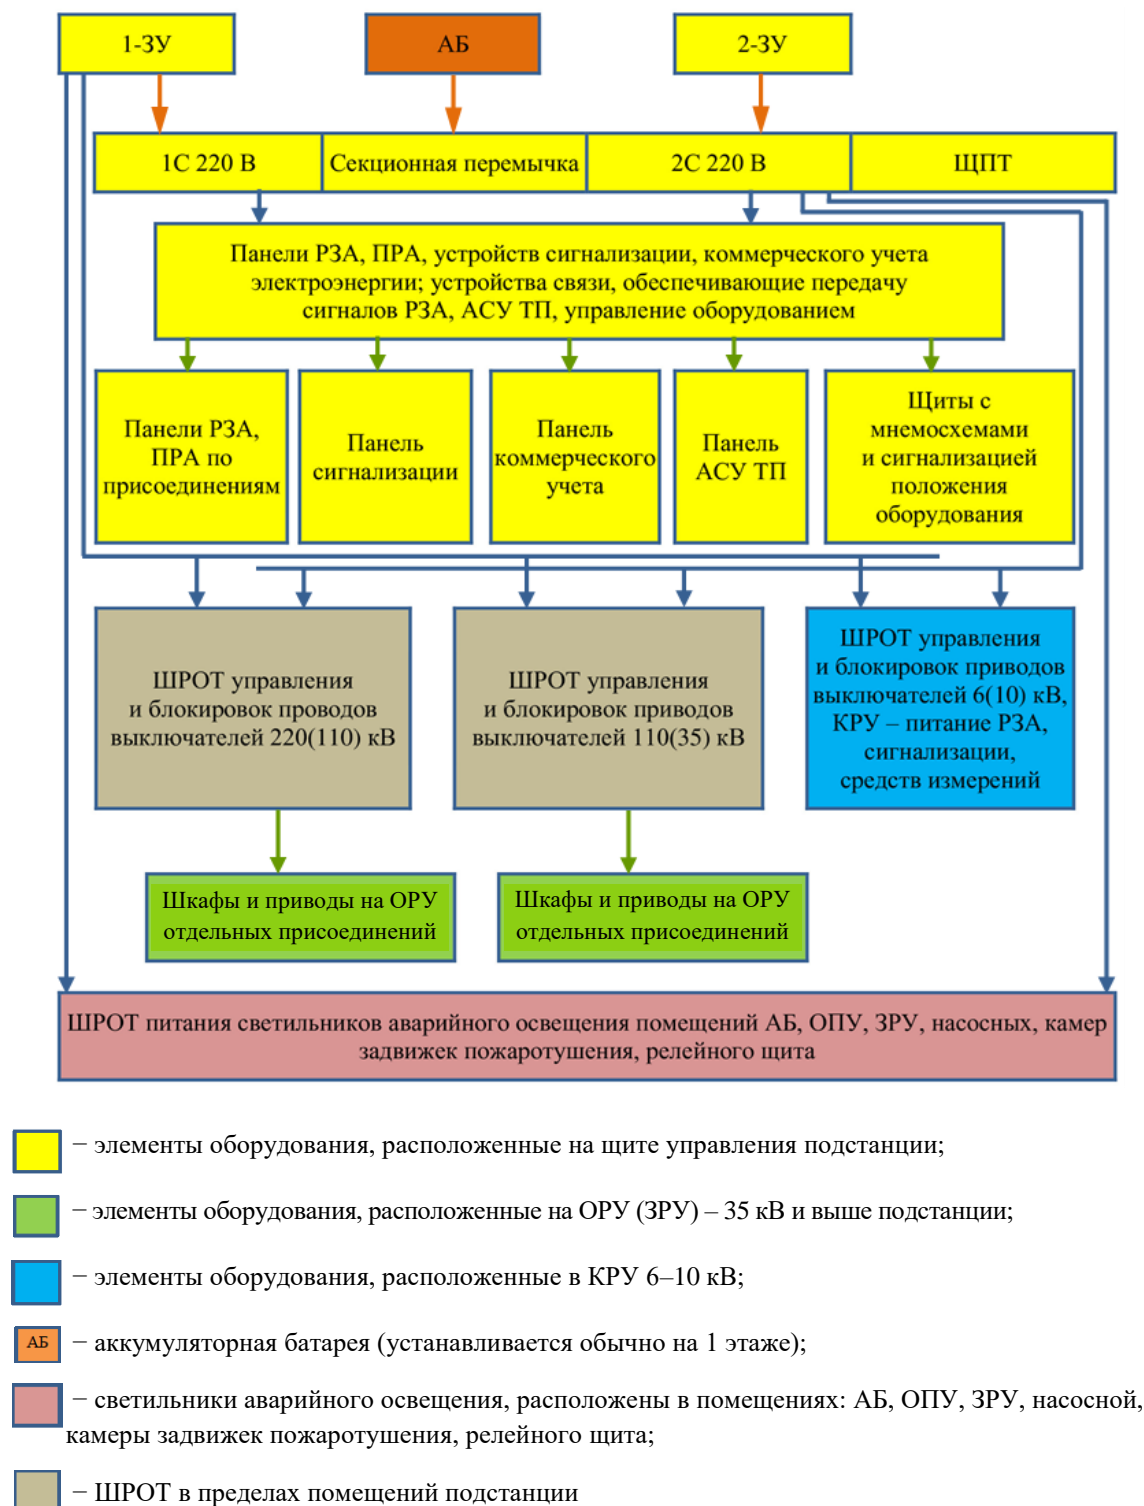 1-ЗУ
АБ
2-ЗУ
1С 220 В
Секционная перемычка
2С 220 В
ЩПТ
Панели РЗА, ПРА, устройств сигнализации, коммерческого учета
электроэнергии; устройства связи, обеспечивающие передачу
сигналов РЗА, АСУ ТП, управление оборудованием
Панели РЗА,
ПРА по
присоединениям
Панель
сигнализации
Панель
коммерческого
учета
Панель
АСУ ТП
Щиты с
мнемосхемами
и сигнализацией
положения
оборудования
ШРОТ управления
и блокировок проводов
выключателей 220(110) кВ
ШРОТ управления
и блокировок приводов
выключателей 110(35) кВ
ШРОТ управления
и блокировок приводов
выключателей 6(10) кВ,
КРУ – питание РЗА,
сигнализации,
средств измерений
Шкафы и приводы на ОРУ
отдельных присоединений
Шкафы и приводы на ОРУ
отдельных присоединений
ШРОТ питания светильников аварийного освещения помещений АБ, ОПУ, ЗРУ, насосных, камер
задвижек пожаротушения, релейного щита
− элементы оборудования, расположенные на щите управления подстанции;
− элементы оборудования, расположенные на ОРУ (ЗРУ) – 35 кВ и выше подстанции;
− элементы оборудования, расположенные в КРУ 6–10 кВ;
АБ − аккумуляторная батарея (устанавливается обычно на 1 этаже);
− светильники аварийного освещения, расположены в помещениях: АБ, ОПУ, ЗРУ, насосной,
камеры задвижек пожаротушения, релейного щита;
− ШРОТ в пределах помещений подстанции